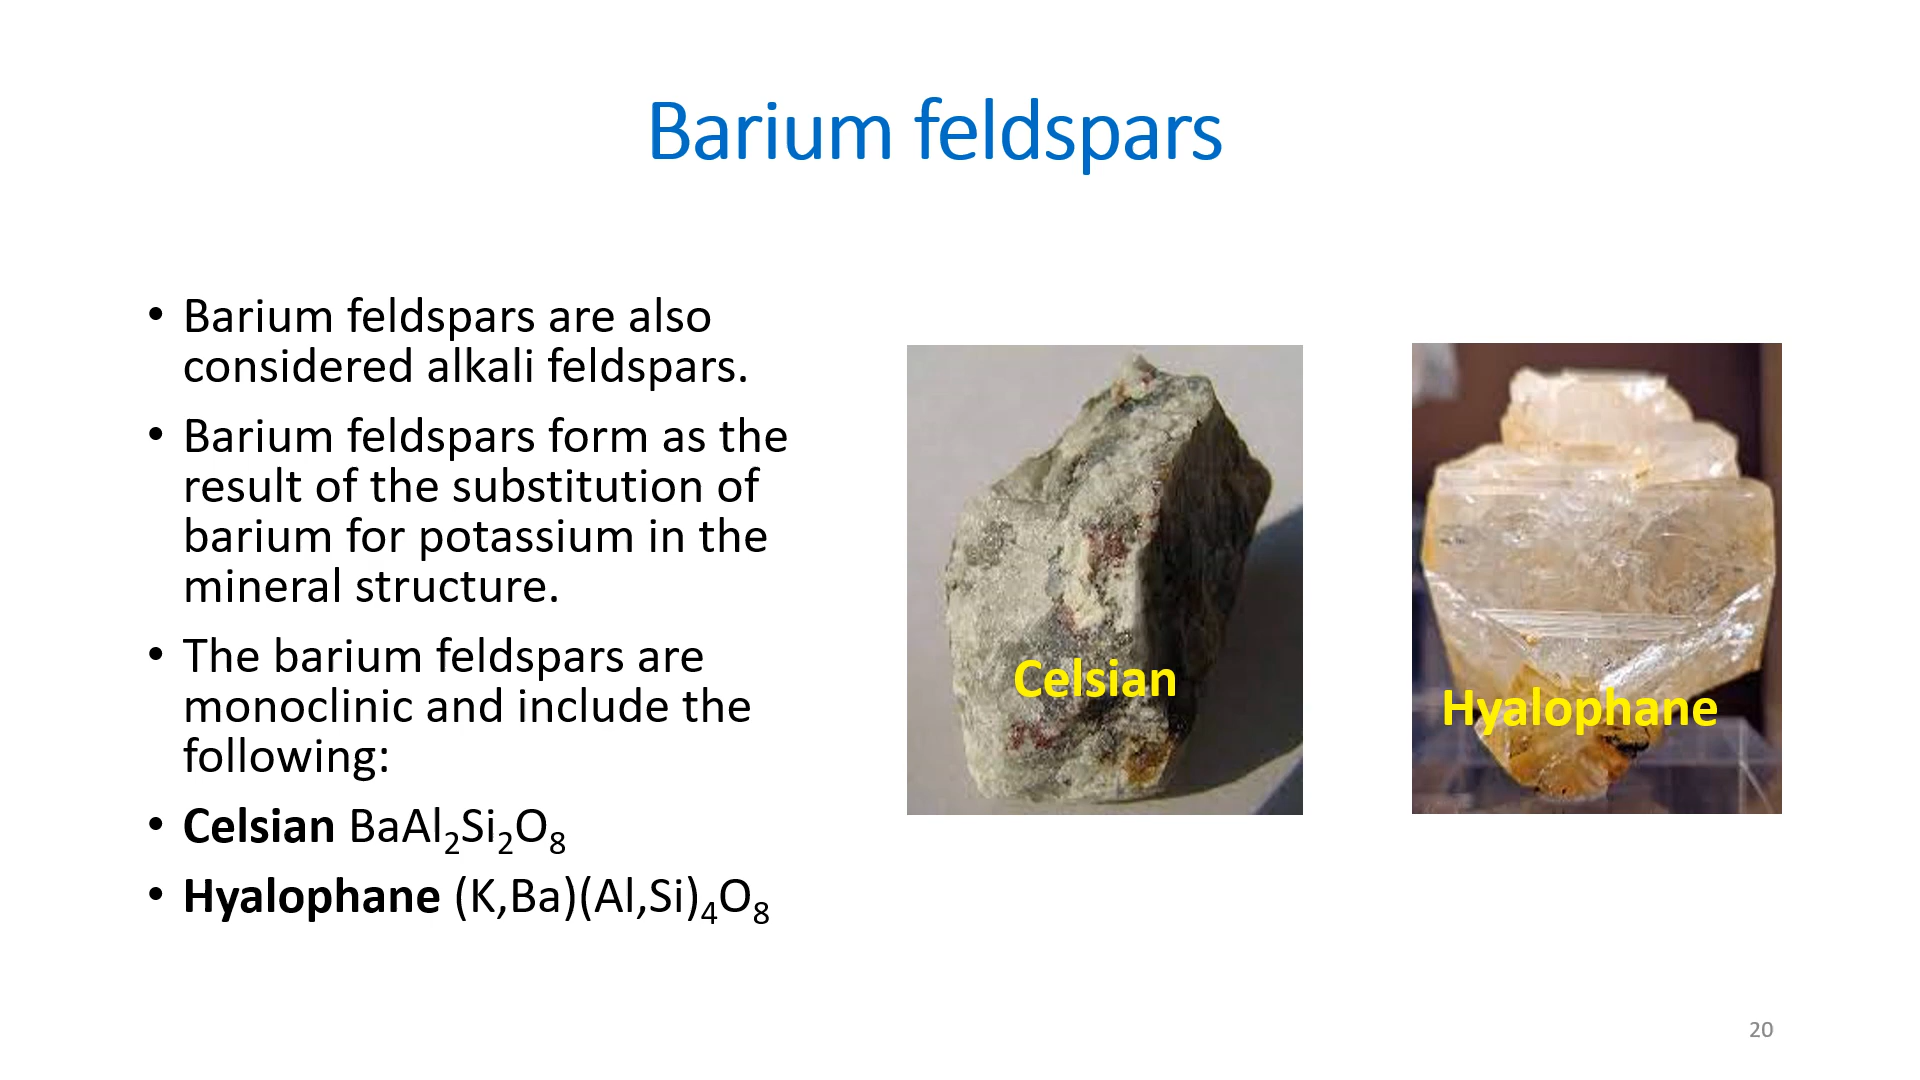 Barium feldspars
• Barium feldspars are also
considered alkali feldspars.
• Barium feldspars form as the
result of the substitution of
barium for potassium in the
mineral structure.
• The barium feldspars are
monoclinic and include the
following:
• Celsian BaAl₂Si₂O₈
• Hyalophane (K,Ba)(Al,Si)₄O₈
Celsian
Hyalophane
20